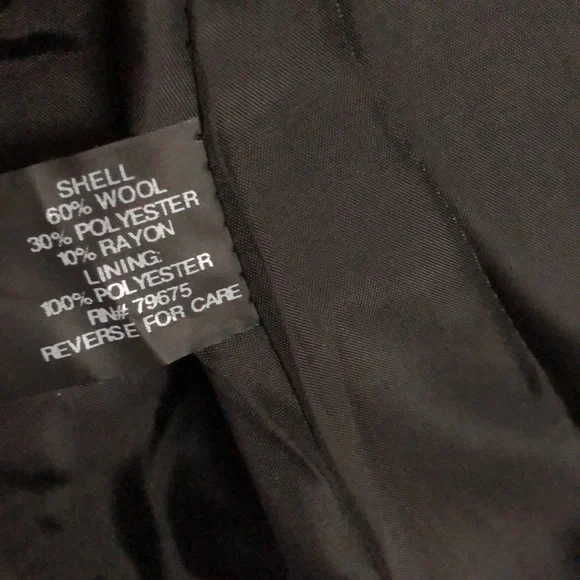 SHELL
60% WOOL
30% POLYESTER
10% RAYON
LINING:
100% POLYESTER
RN# 79675
REVERSE FOR CARE